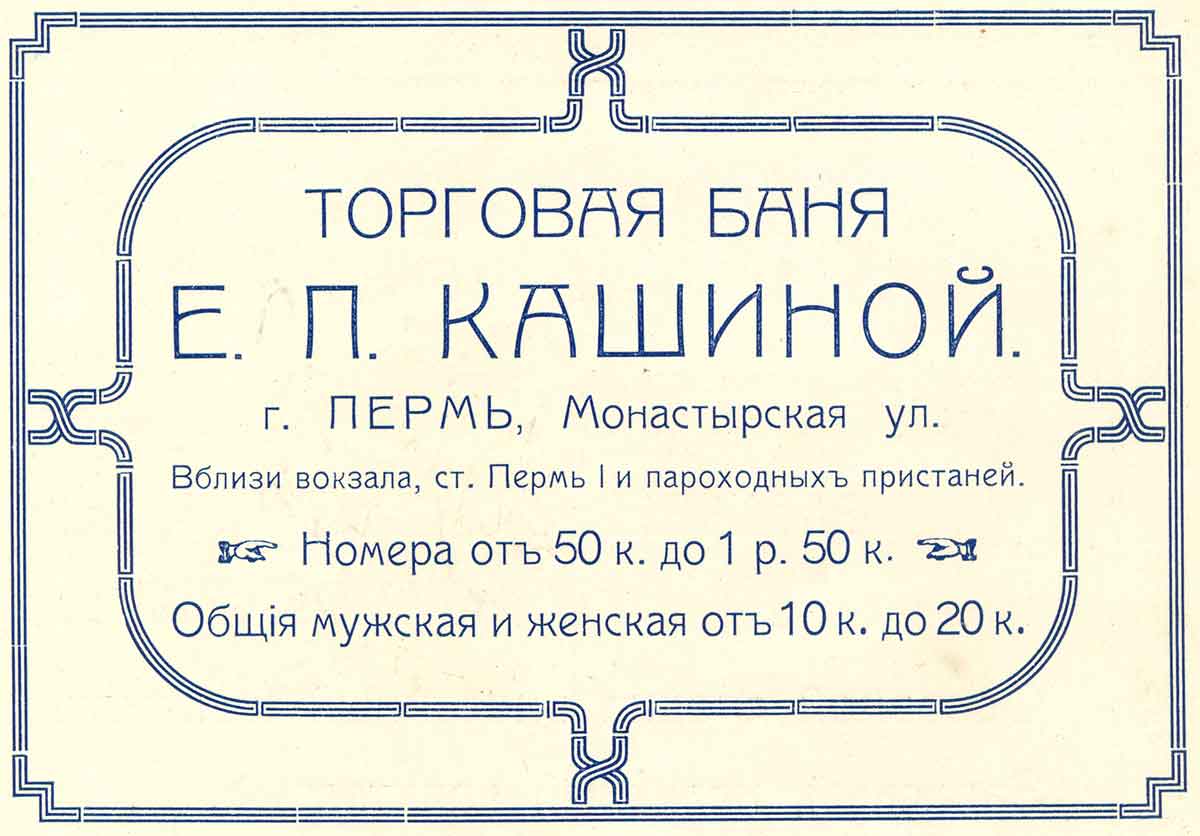 ТОРГОВАЯ БАНЯ
Е. П. КАШИНОЙ.
г. ПЕРМЬ, Монастырская ул.
Вблизи вокзала, ст. Пермь I и пароходныхъ пристаней.
Номера отъ 50 к. до 1 р. 50 к.
Общія мужская и женская отъ 10 к. до 20 к.